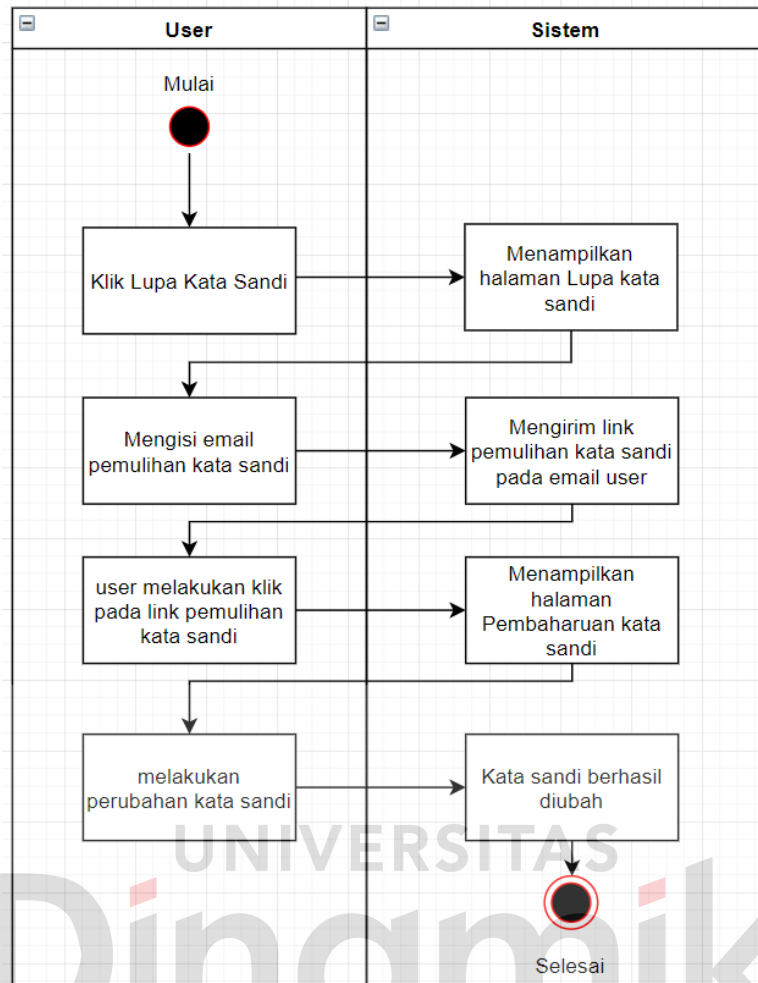 User
Sistem
Mulai
Klik Lupa Kata Sandi
Menampilkan
halaman Lupa kata
sandi
Mengisi email
pemulihan kata sandi
Mengirim link
pemulihan kata sandi
pada email user
user melakukan klik
pada link pemulihan
kata sandi
Menampilkan
halaman
Pembaharuan kata
sandi
melakukan
perubahan kata sandi
Kata sandi berhasil
diubah
UNIVERSITAS
Dinamik
Selesai